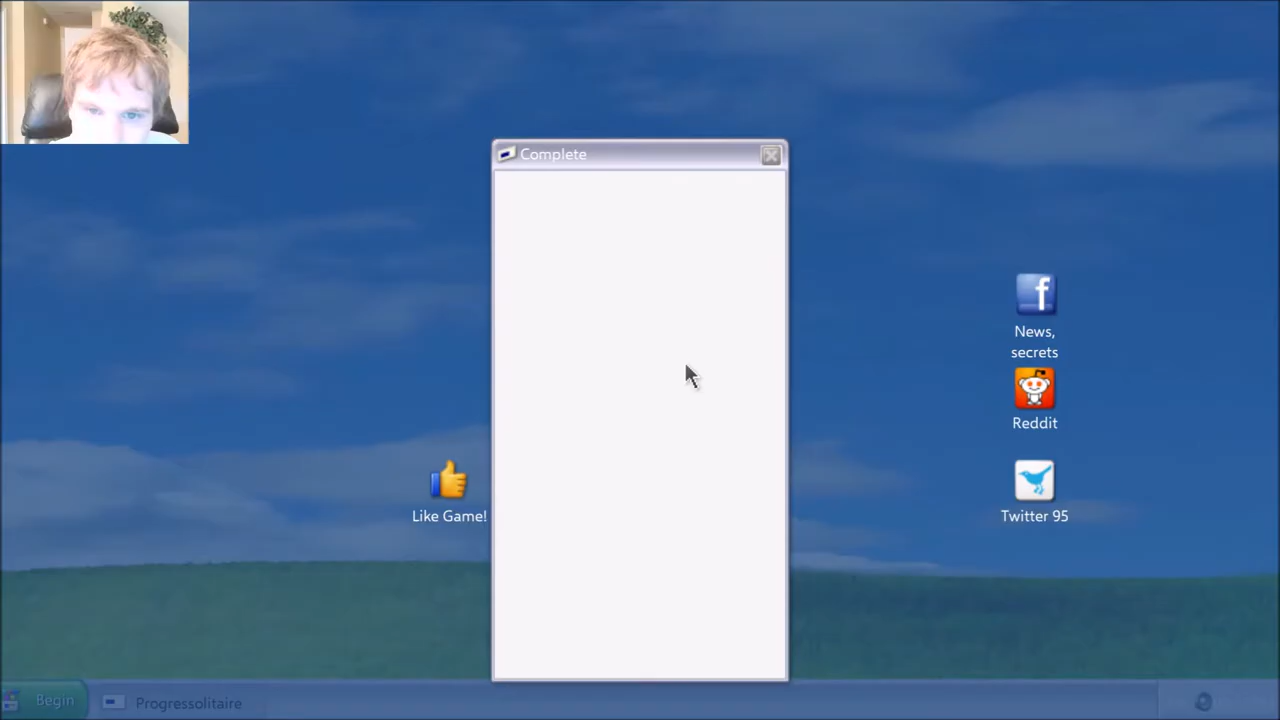 Complete
News,
secrets
Reddit
Like Game!
Twitter 95
Begin
Progressolitaire